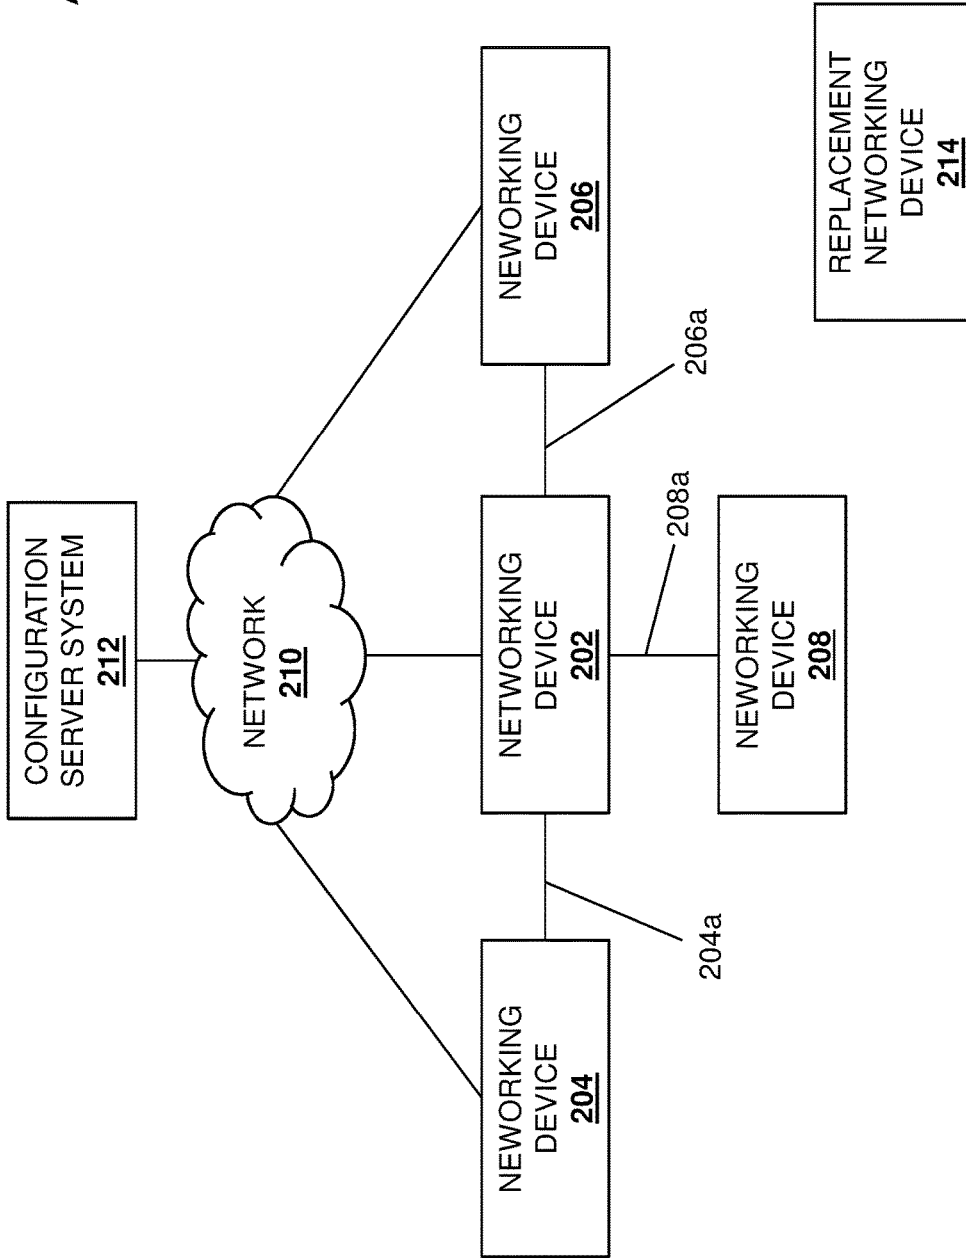 CONFIGURATION
SERVER SYSTEM
212
NETWORK
210
NEWORKING
DEVICE
204
204a
NETWORKING
DEVICE
202
206a
NEWORKING
DEVICE
206
208a
NEWORKING
DEVICE
208
REPLACEMENT
NETWORKING
DEVICE
214